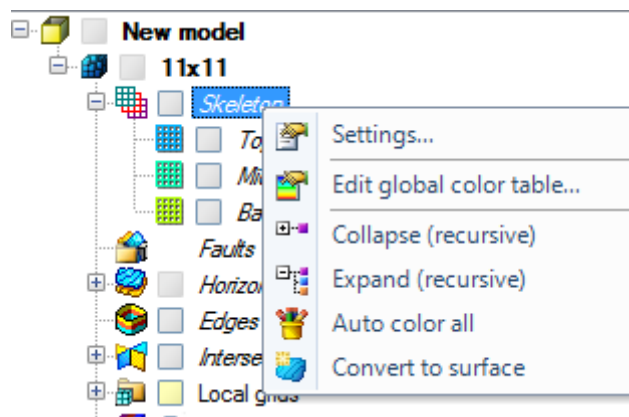 New model
11x11
Skeleton
Settings...
Edit global color table...
Collapse (recursive)
Faults
Expand (recursive)
Edges
Auto color all
Convert to surface
Local grids